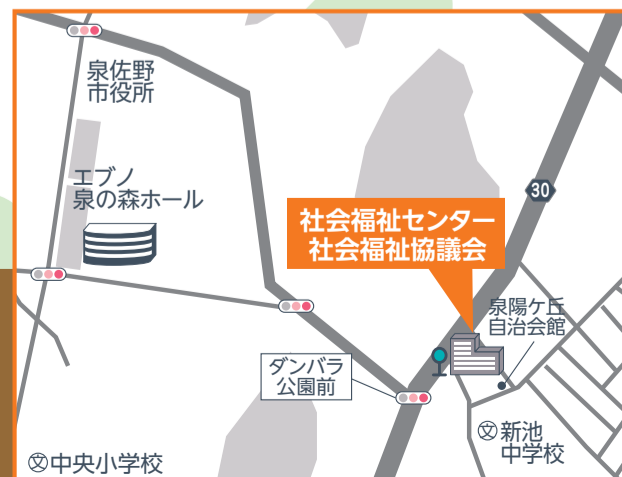 泉佐野
市役所
エブノ
泉の森ホール
30
社会福祉センター
社会福祉協議会
泉陽ケ丘
自治会館
ダンバラ
公園前
文新池
中学校
文中央小学校